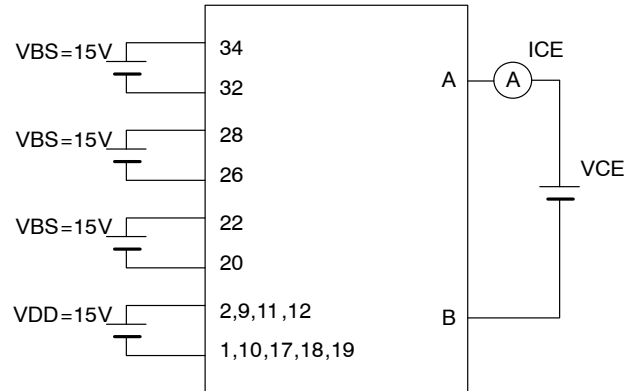 VBS=15V
34
32
VBS=15V
28
26
VBS=15V
22
20
VDD=15V
2,9,11,12
1,10,17,18,19
ICE
A
A
VCE
B